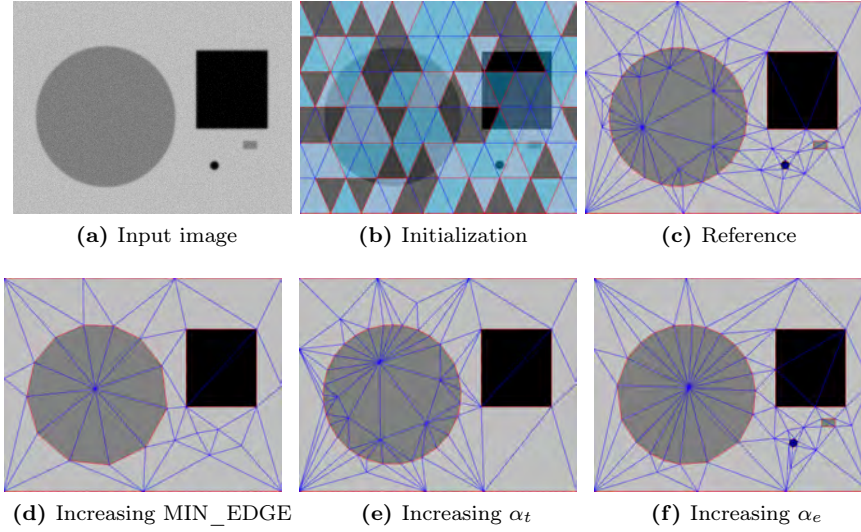 (a) Input image
(b) Initialization
(c) Reference
(d) Increasing MIN_EDGE
(e) Increasing αt
(f) Increasing αe